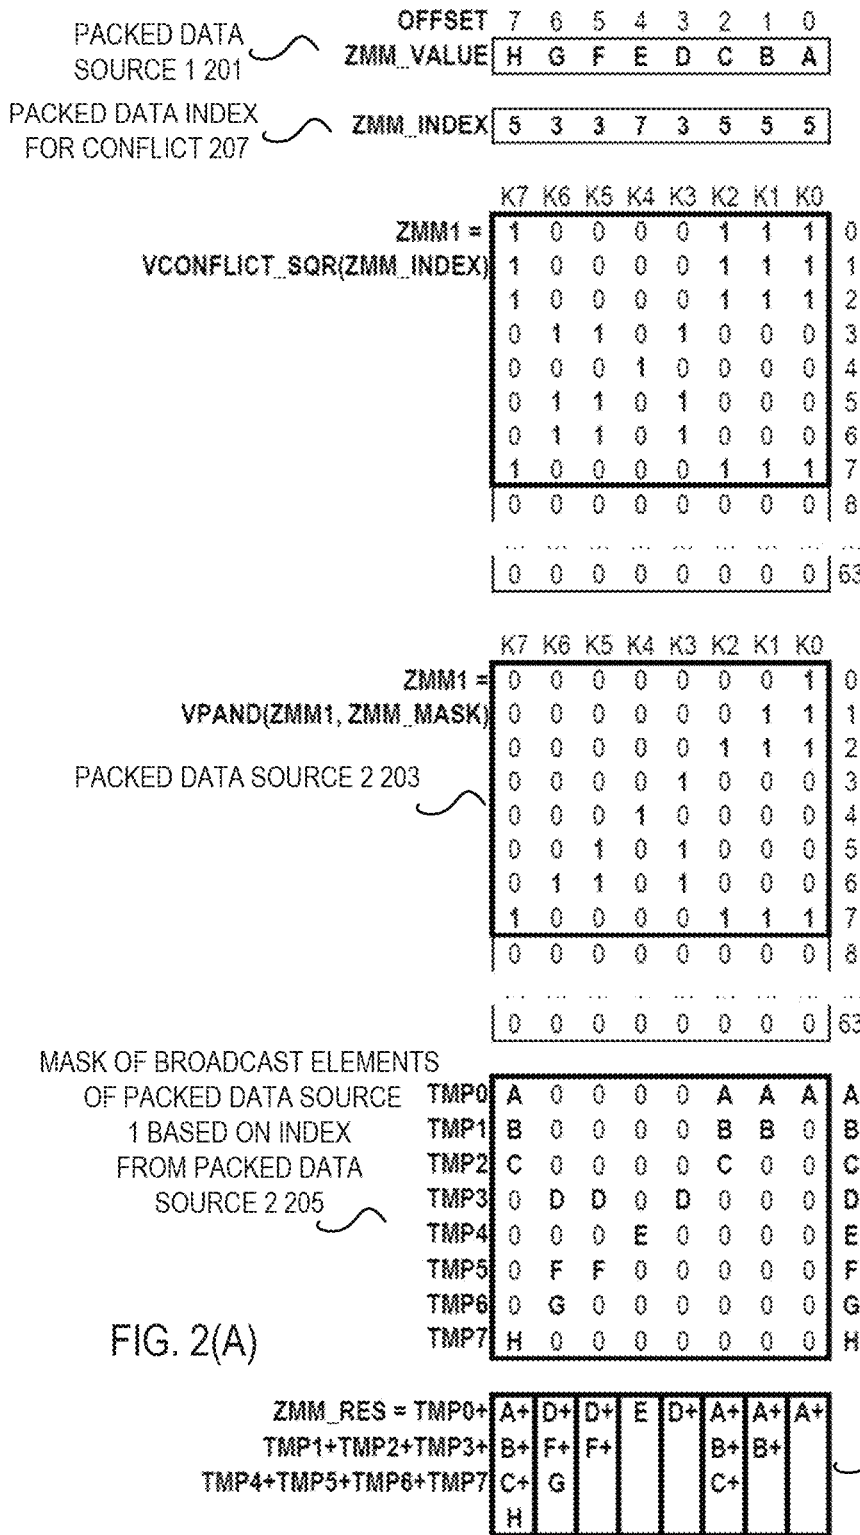 OFFSET 7 6 5 4 3 2 1 0
PACKED DATA
SOURCE 1 201
ZMM_VALUE H G F E D C B A
PACKED DATA INDEX
FOR CONFLICT 207
ZMM_INDEX 5 3 3 7 3 5 5 5
K7 K6 K5 K4 K3 K2 K1 K0
ZMM1 = 1 0 0 0 0 1 1 1 0
VCONFLICT_SQR(ZMM_INDEX) 1 0 0 0 0 1 1 1 1
1 0 0 0 0 1 1 1 2
0 1 1 0 1 0 0 0 3
0 0 0 1 0 0 0 0 4
0 1 1 0 1 0 0 0 5
0 1 1 0 1 0 0 0 6
1 0 0 0 0 1 1 1 7
0 0 0 0 0 0 0 0 8
0 0 0 0 0 0 0 0 63
K7 K6 K5 K4 K3 K2 K1 K0
ZMM1 = 0 0 0 0 0 0 0 1 0
VPAND(ZMM1, ZMM_MASK) 0 0 0 0 0 0 1 1 1
0 0 0 0 0 1 1 1 2
PACKED DATA SOURCE 2 203
0 0 0 0 1 0 0 0 3
0 0 0 1 0 0 0 0 4
0 0 1 0 1 0 0 0 5
0 1 1 0 1 0 0 0 6
1 0 0 0 0 1 1 1 7
0 0 0 0 0 0 0 0 8
0 0 0 0 0 0 0 0 63
MASK OF BROADCAST ELEMENTS
OF PACKED DATA SOURCE
1 BASED ON INDEX
FROM PACKED DATA
SOURCE 2 205
TMP0 A 0 0 0 0 A A A A
TMP1 B 0 0 0 0 B B 0 B
TMP2 C 0 0 0 0 C 0 0 C
TMP3 0 D D 0 D 0 0 0 D
TMP4 0 0 0 E 0 0 0 0 E
TMP5 0 F F 0 0 0 0 0 F
TMP6 0 G 0 0 0 0 0 0 G
TMP7 H 0 0 0 0 0 0 0 H
FIG. 2(A)
ZMM_RES = TMP0+ A+ D+ D+ E D+ A+ A+ A+
TMP1+TMP2+TMP3+ B+ F+ F+ B+ B+
TMP4+TMP5+TMP6+TMP7 C+ G C+
H